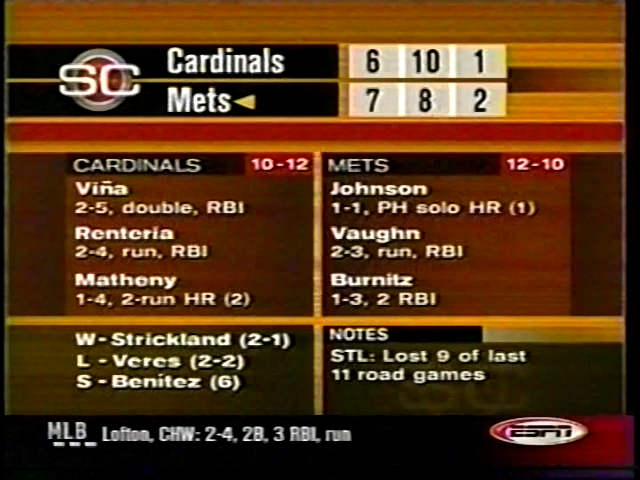 SC
Cardinals 6 10 1
Mets 7 8 2
CARDINALS 10-12
Viña
2-5, double, RBI
Renteria
2-4, run, RBI
Matheny
1-4, 2-run HR (2)
METS 12-10
Johnson
1-1, PH solo HR (1)
Vaughn
2-3, run, RBI
Burnitz
1-3, 2 RBI
W - Strickland (2-1)
L - Veres (2-2)
S - Benitez (6)
NOTES
STL: Lost 9 of last
11 road games
MLB Lofton, CHW: 2-4, 2B, 3 RBI, run
ESPN